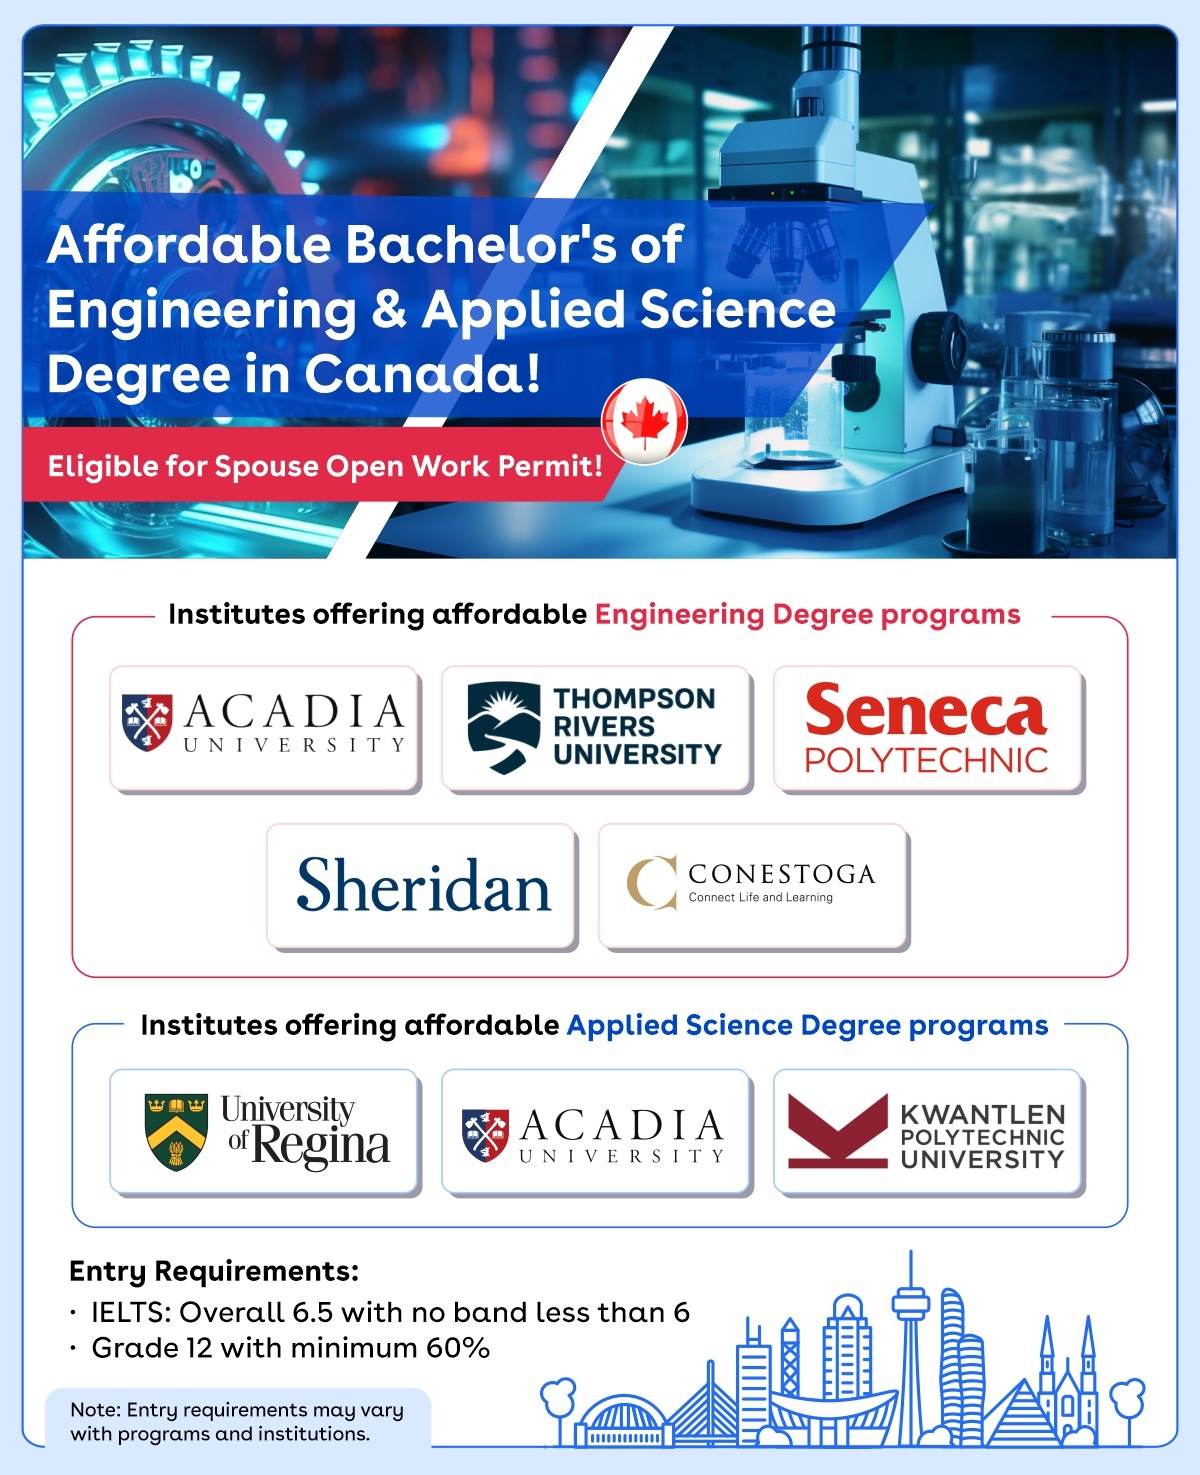 Affordable Bachelor's of
Engineering & Applied Science
Degree in Canada!
Eligible for Spouse Open Work Permit!
Institutes offering affordable Engineering Degree programs
ACADIA
UNIVERSITY
THOMPSON
RIVERS
UNIVERSITY
Seneca
POLYTECHNIC
Sheridan
CONESTOGA
Connect Life and Learning
Institutes offering affordable Applied Science Degree programs
University
of Regina
ACADIA
UNIVERSITY
KWANTLEN
POLYTECHNIC
UNIVERSITY
Entry Requirements:
· IELTS: Overall 6.5 with no band less than 6
· Grade 12 with minimum 60%
Note: Entry requirements may vary
with programs and institutions.